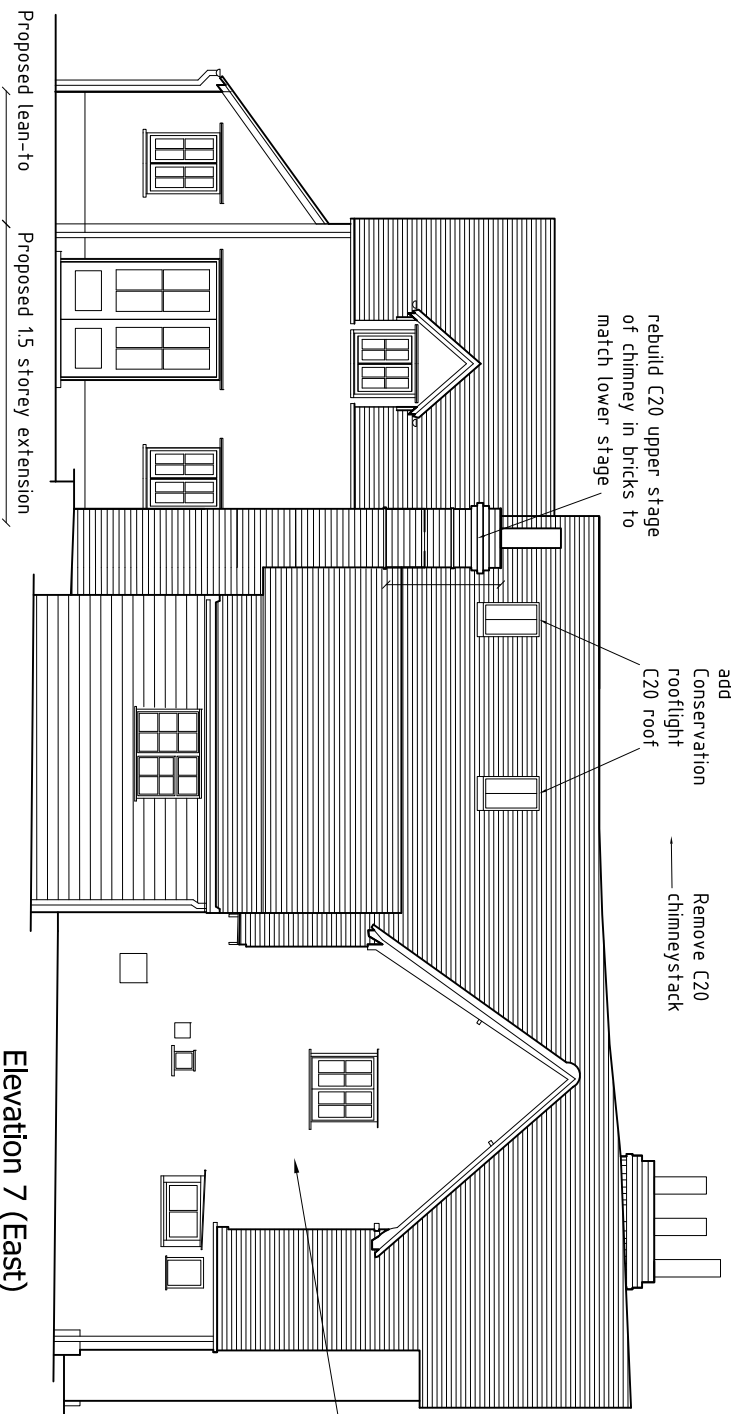 rebuild C20 upper stage
of chimney in bricks to
match lower stage
add
Conservation
rooflight
C20 roof
Remove C20
chimneystack
Proposed lean-to
Proposed 1.5 storey extension
Elevation 7 (East)